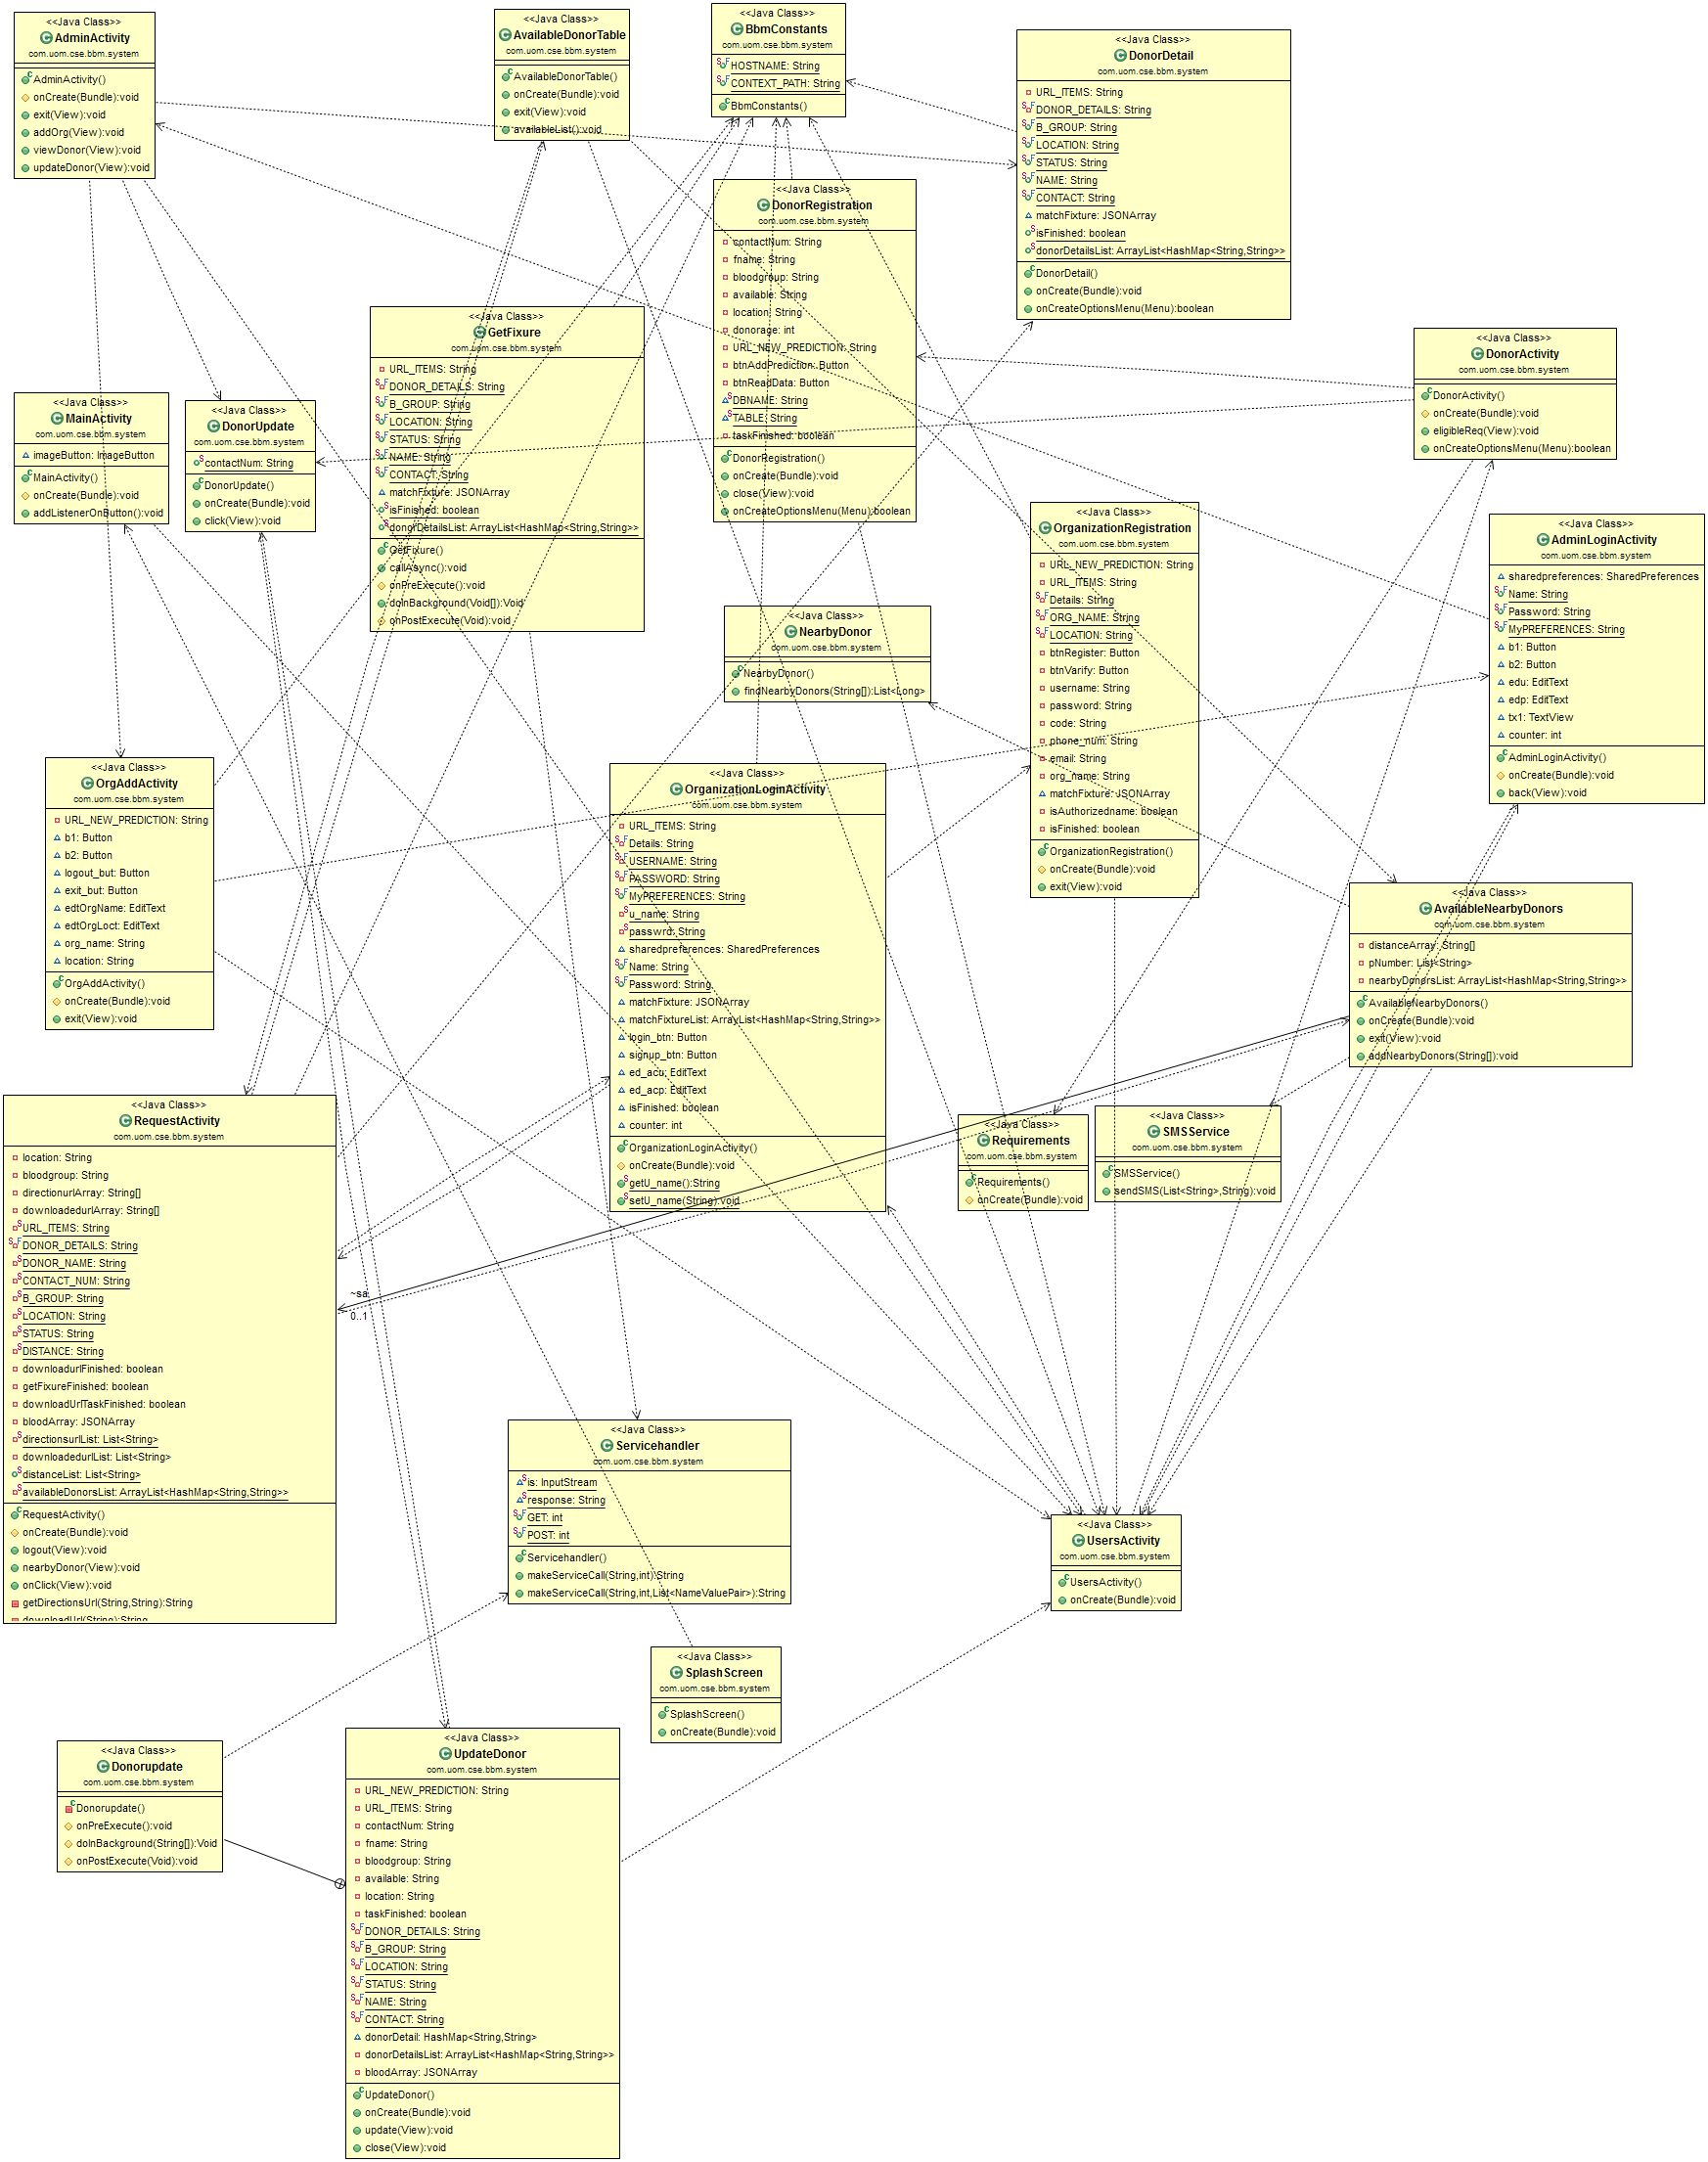 <<Java Class>>
AdminActivity
com.uom.cse.bbm.system
AdminActivity()
onCreate(Bundle):void
exit(View):void
addOrg(View):void
viewDonor(View):void
updateDonor(View):void
<<Java Class>>
AvailableDonorTable
com.uom.cse.bbm.system
AvailableDonorTable()
onCreate(Bundle):void
exit(View):void
availableList():void
<<Java Class>>
BbmConstants
com.uom.cse.bbm.system
HOSTNAME: String
CONTEXT_PATH: String
BbmConstants()
<<Java Class>>
DonorDetail
com.uom.cse.bbm.system
URL_ITEMS: String
DONOR_DETAILS: String
B_GROUP: String
LOCATION: String
STATUS: String
NAME: String
CONTACT: String
matchFixture: JSONArray
isFinished: boolean
donorDetailsList: ArrayList<HashMap<String,String>>
DonorDetail()
onCreate(Bundle):void
onCreateOptionsMenu(Menu):boolean
<<Java Class>>
DonorRegistration
com.uom.cse.bbm.system
contactNum: String
fname: String
bloodgroup: String
available: String
location: String
donorage: int
URL_NEW_PREDICTION: String
btnAddPrediction: Button
btnReadData: Button
DBNAME: String
TABLE: String
taskFinished: boolean
DonorRegistration()
onCreate(Bundle):void
close(View):void
onCreateOptionsMenu(Menu):boolean
<<Java Class>>
GetFixure
com.uom.cse.bbm.system
URL_ITEMS: String
DONOR_DETAILS: String
B_GROUP: String
LOCATION: String
STATUS: String
NAME: String
CONTACT: String
matchFixture: JSONArray
isFinished: boolean
donorDetailsList: ArrayList<HashMap<String,String>>
GetFixure()
callAsync():void
onPreExecute():void
doInBackground(Void[]):Void
onPostExecute(Void):void
<<Java Class>>
DonorActivity
com.uom.cse.bbm.system
DonorActivity()
onCreate(Bundle):void
eligibleReq(View):void
onCreateOptionsMenu(Menu):boolean
<<Java Class>>
MainActivity
com.uom.cse.bbm.system
imageButton: ImageButton
MainActivity()
onCreate(Bundle):void
addListenerOnButton():void
<<Java Class>>
DonorUpdate
com.uom.cse.bbm.system
contactNum: String
DonorUpdate()
onCreate(Bundle):void
click(View):void
<<Java Class>>
OrganizationRegistration
com.uom.cse.bbm.system
URL_NEW_PREDICTION: String
URL_ITEMS: String
Details: String
ORG_NAME: String
LOCATION: String
btnRegister: Button
btnVarify: Button
username: String
password: String
code: String
phone_num: String
email: String
org_name: String
matchFixture: JSONArray
isAuthorizedname: boolean
isFinished: boolean
OrganizationRegistration()
onCreate(Bundle):void
exit(View):void
<<Java Class>>
AdminLoginActivity
com.uom.cse.bbm.system
sharedpreferences: SharedPreferences
Name: String
Password: String
MyPREFERENCES: String
b1: Button
b2: Button
edu: EditText
edp: EditText
tx1: TextView
counter: int
AdminLoginActivity()
onCreate(Bundle):void
back(View):void
<<Java Class>>
NearbyDonor
com.uom.cse.bbm.system
NearbyDonor()
findNearbyDonors(String[]):List<Long>
<<Java Class>>
OrgAddActivity
com.uom.cse.bbm.system
URL_NEW_PREDICTION: String
b1: Button
b2: Button
logout_but: Button
exit_but: Button
edtOrgName: EditText
edtOrgLoct: EditText
org_name: String
location: String
OrgAddActivity()
onCreate(Bundle):void
exit(View):void
<<Java Class>>
OrganizationLoginActivity
com.uom.cse.bbm.system
URL_ITEMS: String
Details: String
USERNAME: String
PASSWORD: String
MyPREFERENCES: String
u_name: String
passwrd: String
sharedpreferences: SharedPreferences
Name: String
Password: String
matchFixture: JSONArray
matchFixtureList: ArrayList<HashMap<String,String>>
login_btn: Button
signup_btn: Button
ed_acu: EditText
ed_acp: EditText
isFinished: boolean
counter: int
OrganizationLoginActivity()
onCreate(Bundle):void
getU_name():String
setU_name(String):void
<<Java Class>>
AvailableNearbyDonors
com.uom.cse.bbm.system
distanceArray: String[]
pNumber: List<String>
nearbyDonorsList: ArrayList<HashMap<String,String>>
AvailableNearbyDonors()
onCreate(Bundle):void
exit(View):void
addNearbyDonors(String[]):void
<<Java Class>>
RequestActivity
com.uom.cse.bbm.system
location: String
bloodgroup: String
directionurlArray: String[]
downloadedurlArray: String[]
URL_ITEMS: String
DONOR_DETAILS: String
DONOR_NAME: String
CONTACT_NUM: String
B_GROUP: String
LOCATION: String
STATUS: String
DISTANCE: String
downloadurlFinished: boolean
getFixureFinished: boolean
downloadUrlTaskFinished: boolean
bloodArray: JSONArray
directionsurlList: List<String>
downloadedurlList: List<String>
distanceList: List<String>
availableDonorsList: ArrayList<HashMap<String,String>>
RequestActivity()
onCreate(Bundle):void
logout(View):void
nearbyDonor(View):void
onClick(View):void
getDirectionsUrl(String,String):String
downloadUrl(String):String
~sa
0..1
<<Java Class>>
Requirements
com.uom.cse.bbm.system
Requirements()
onCreate(Bundle):void
<<Java Class>>
SMSService
com.uom.cse.bbm.system
SMSService()
sendSMS(List<String>,String):void
<<Java Class>>
Servicehandler
com.uom.cse.bbm.system
is: InputStream
response: String
GET: int
POST: int
Servicehandler()
makeServiceCall(String,int):String
makeServiceCall(String,int,List<NameValuePair>):String
<<Java Class>>
UsersActivity
com.uom.cse.bbm.system
UsersActivity()
onCreate(Bundle):void
<<Java Class>>
SplashScreen
com.uom.cse.bbm.system
SplashScreen()
onCreate(Bundle):void
<<Java Class>>
Donorupdate
com.uom.cse.bbm.system
Donorupdate()
onPreExecute():void
doInBackground(String[]):Void
onPostExecute(Void):void
<<Java Class>>
UpdateDonor
com.uom.cse.bbm.system
URL_NEW_PREDICTION: String
URL_ITEMS: String
contactNum: String
fname: String
bloodgroup: String
available: String
location: String
taskFinished: boolean
DONOR_DETAILS: String
B_GROUP: String
LOCATION: String
STATUS: String
NAME: String
CONTACT: String
donorDetail: HashMap<String,String>
donorDetailsList: ArrayList<HashMap<String,String>>
bloodArray: JSONArray
UpdateDonor()
onCreate(Bundle):void
update(View):void
close(View):void